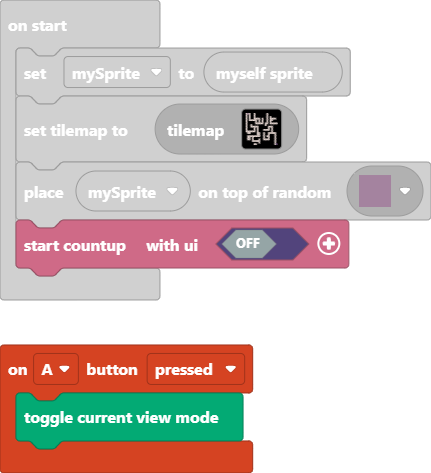 on start
set mySprite to myself sprite
set tilemap to tilemap
place mySprite on top of random
start countup with ui OFF
on A button pressed
toggle current view mode